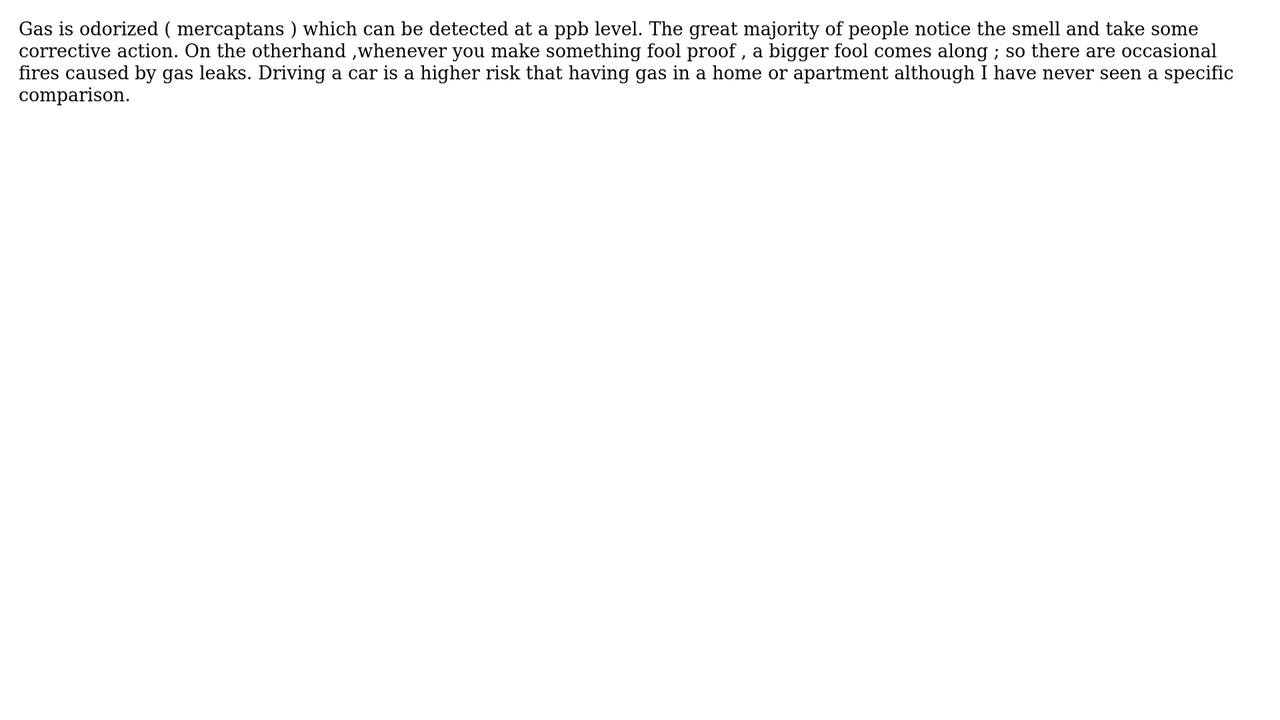 Gas is odorized ( mercaptans ) which can be detected at a ppb level. The great majority of people notice the smell and take some
corrective action. On the otherhand ,whenever you make something fool proof , a bigger fool comes along ; so there are occasional
fires caused by gas leaks. Driving a car is a higher risk that having gas in a home or apartment although I have never seen a specific
comparison.